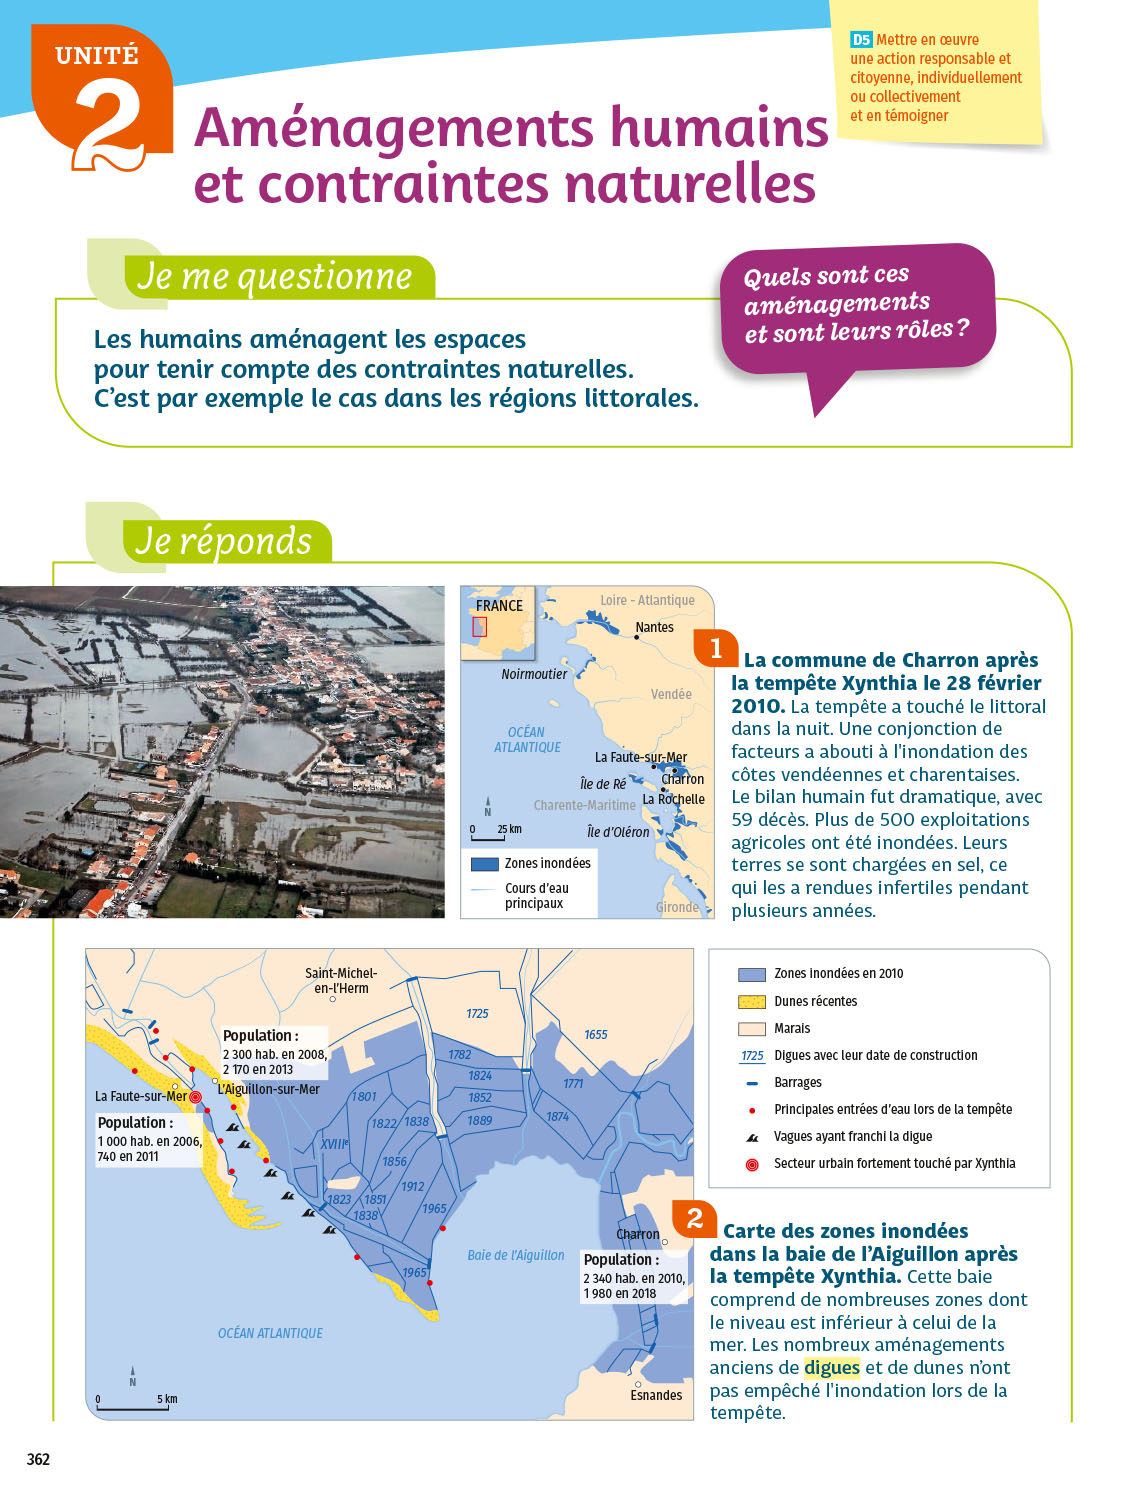 UNITÉ
2
Aménagements humains
et contraintes naturelles
D5 Mettre en œuvre
une action responsable et
citoyenne, individuellement
ou collectivement
et en témoigner
Je me questionne
Les humains aménagent les espaces
pour tenir compte des contraintes naturelles.
C'est par exemple le cas dans les régions littorales.
Quels sont ces
aménagements
et sont leurs rôles ?
Je réponds
FRANCE
Loire - Atlantique
Nantes
Noirmoutier
Vendée
OCÉAN
ATLANTIQUE
La Faute-sur-Mer
Charron
Île de Ré
La Rochelle
Charente-Maritime
N
0 25 km
Île d'Oléron
Zones inondées
Cours d'eau
principaux
Gironde
1
La commune de Charron après
la tempête Xynthia le 28 février
2010. La tempête a touché le littoral
dans la nuit. Une conjonction de
facteurs a abouti à l'inondation des
côtes vendéennes et charentaises.
Le bilan humain fut dramatique, avec
59 décès. Plus de 500 exploitations
agricoles ont été inondées. Leurs
terres se sont chargées en sel, ce
qui les a rendues infertiles pendant
plusieurs années.
Saint-Michel-
en-l'Herm
Population :
2 300 hab. en 2008,
2 170 en 2013
L'Aiguillon-sur-Mer
La Faute-sur-Mer
Population :
1 000 hab. en 2006,
740 en 2011
1725
1655
1782
1824
1771
1801
1852
1822
1838
1889
1874
XVIIIe
1856
1912
1823
1851
1838
1965
1965
Baie de l'Aiguillon
Charron
Population :
2 340 hab. en 2010,
1 980 en 2018
OCÉAN ATLANTIQUE
N
0 5 km
Esnandes
Zones inondées en 2010
Dunes récentes
Marais
1725 Digues avec leur date de construction
Barrages
Principales entrées d'eau lors de la tempête
Vagues ayant franchi la digue
Secteur urbain fortement touché par Xynthia
2
Carte des zones inondées
dans la baie de l'Aiguillon après
la tempête Xynthia. Cette baie
comprend de nombreuses zones dont
le niveau est inférieur à celui de la
mer. Les nombreux aménagements
anciens de digues et de dunes n'ont
pas empêché l'inondation lors de la
tempête.
362